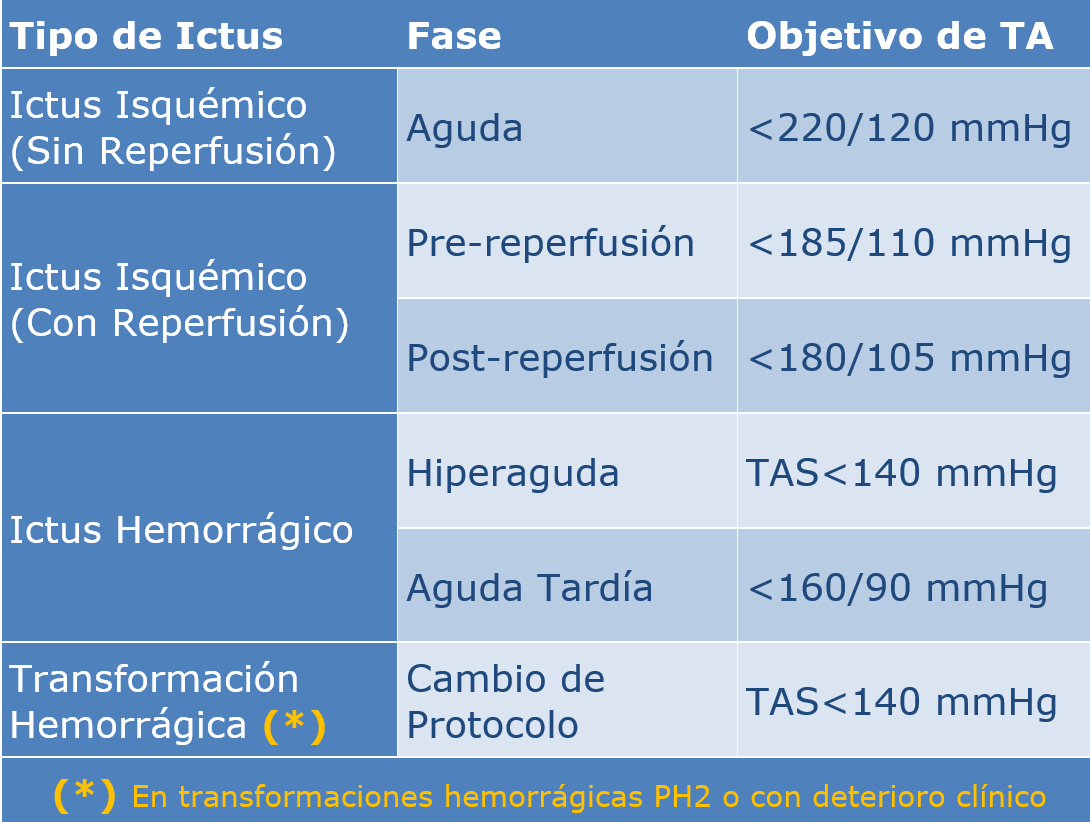 Tipo de Ictus Fase Objetivo de TA
Ictus Isquémico
(Sin Reperfusión)
Aguda
<220/120 mmHg
Ictus Isquémico
(Con Reperfusión)
Pre-reperfusión
<185/110 mmHg
Post-reperfusión
<180/105 mmHg
Ictus Hemorrágico
Hiperaguda
TAS<140 mmHg
Aguda Tardía
<160/90 mmHg
Transformación
Hemorrágica (*)
Cambio de
Protocolo
TAS<140 mmHg
(*) En transformaciones hemorrágicas PH2 o con deterioro clínico